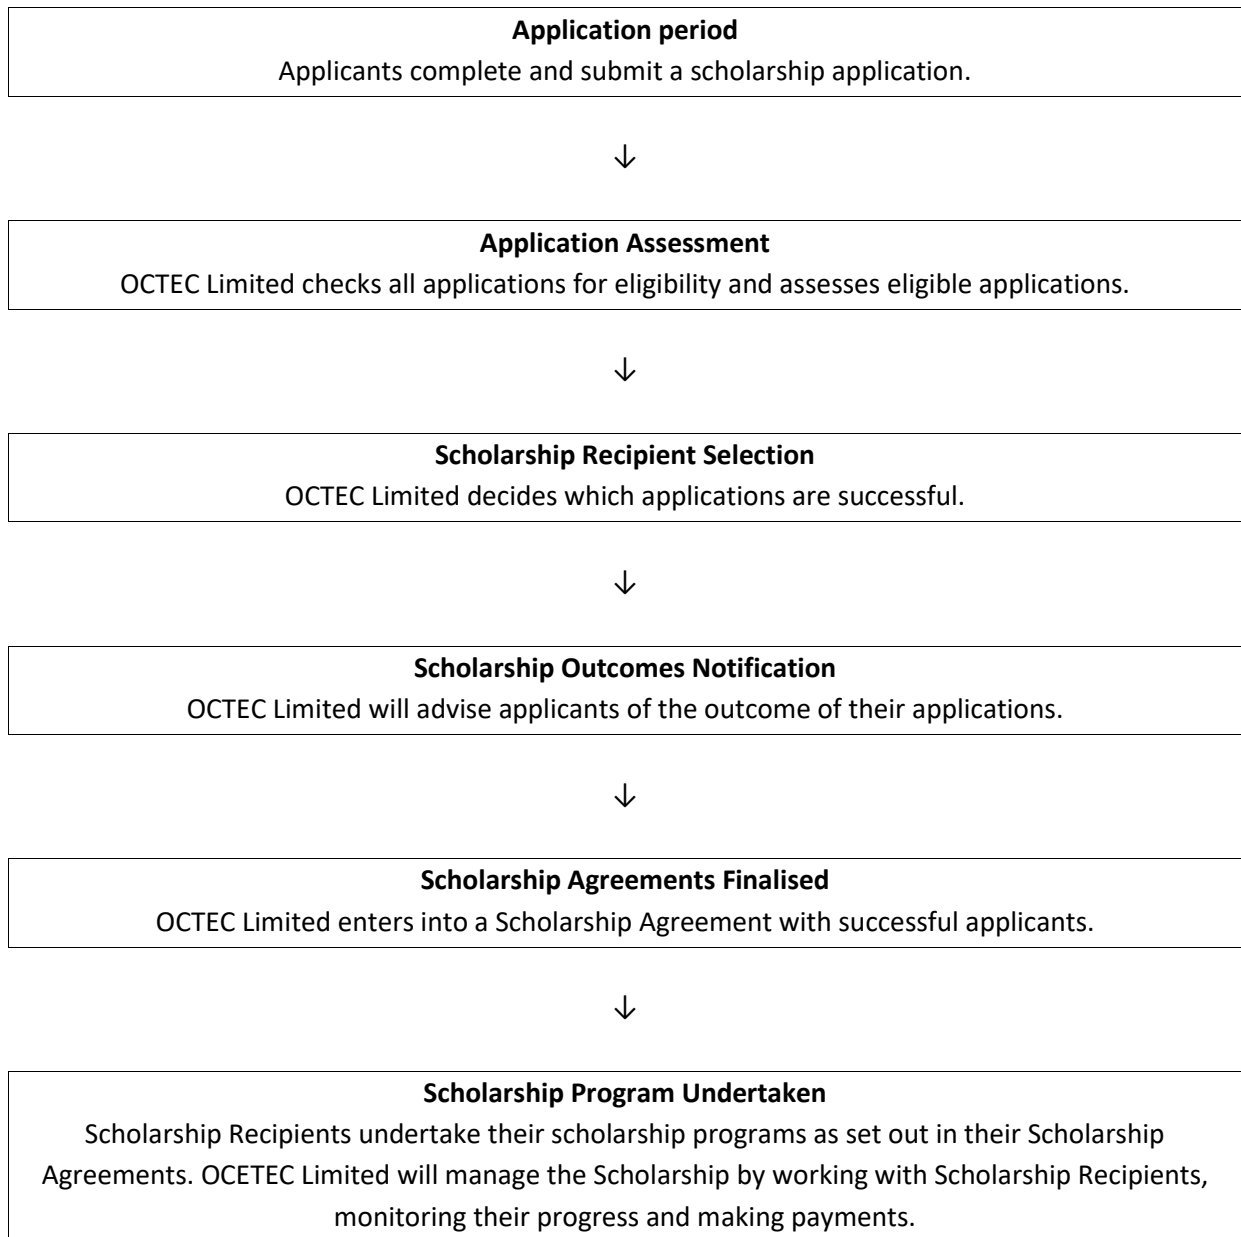 Application period
Applicants complete and submit a scholarship application.
↓
Application Assessment
OCTEC Limited checks all applications for eligibility and assesses eligible applications.
↓
Scholarship Recipient Selection
OCTEC Limited decides which applications are successful.
↓
Scholarship Outcomes Notification
OCTEC Limited will advise applicants of the outcome of their applications.
↓
Scholarship Agreements Finalised
OCTEC Limited enters into a Scholarship Agreement with successful applicants.
↓
Scholarship Program Undertaken
Scholarship Recipients undertake their scholarship programs as set out in their Scholarship
Agreements. OCETEC Limited will manage the Scholarship by working with Scholarship Recipients,
monitoring their progress and making payments.